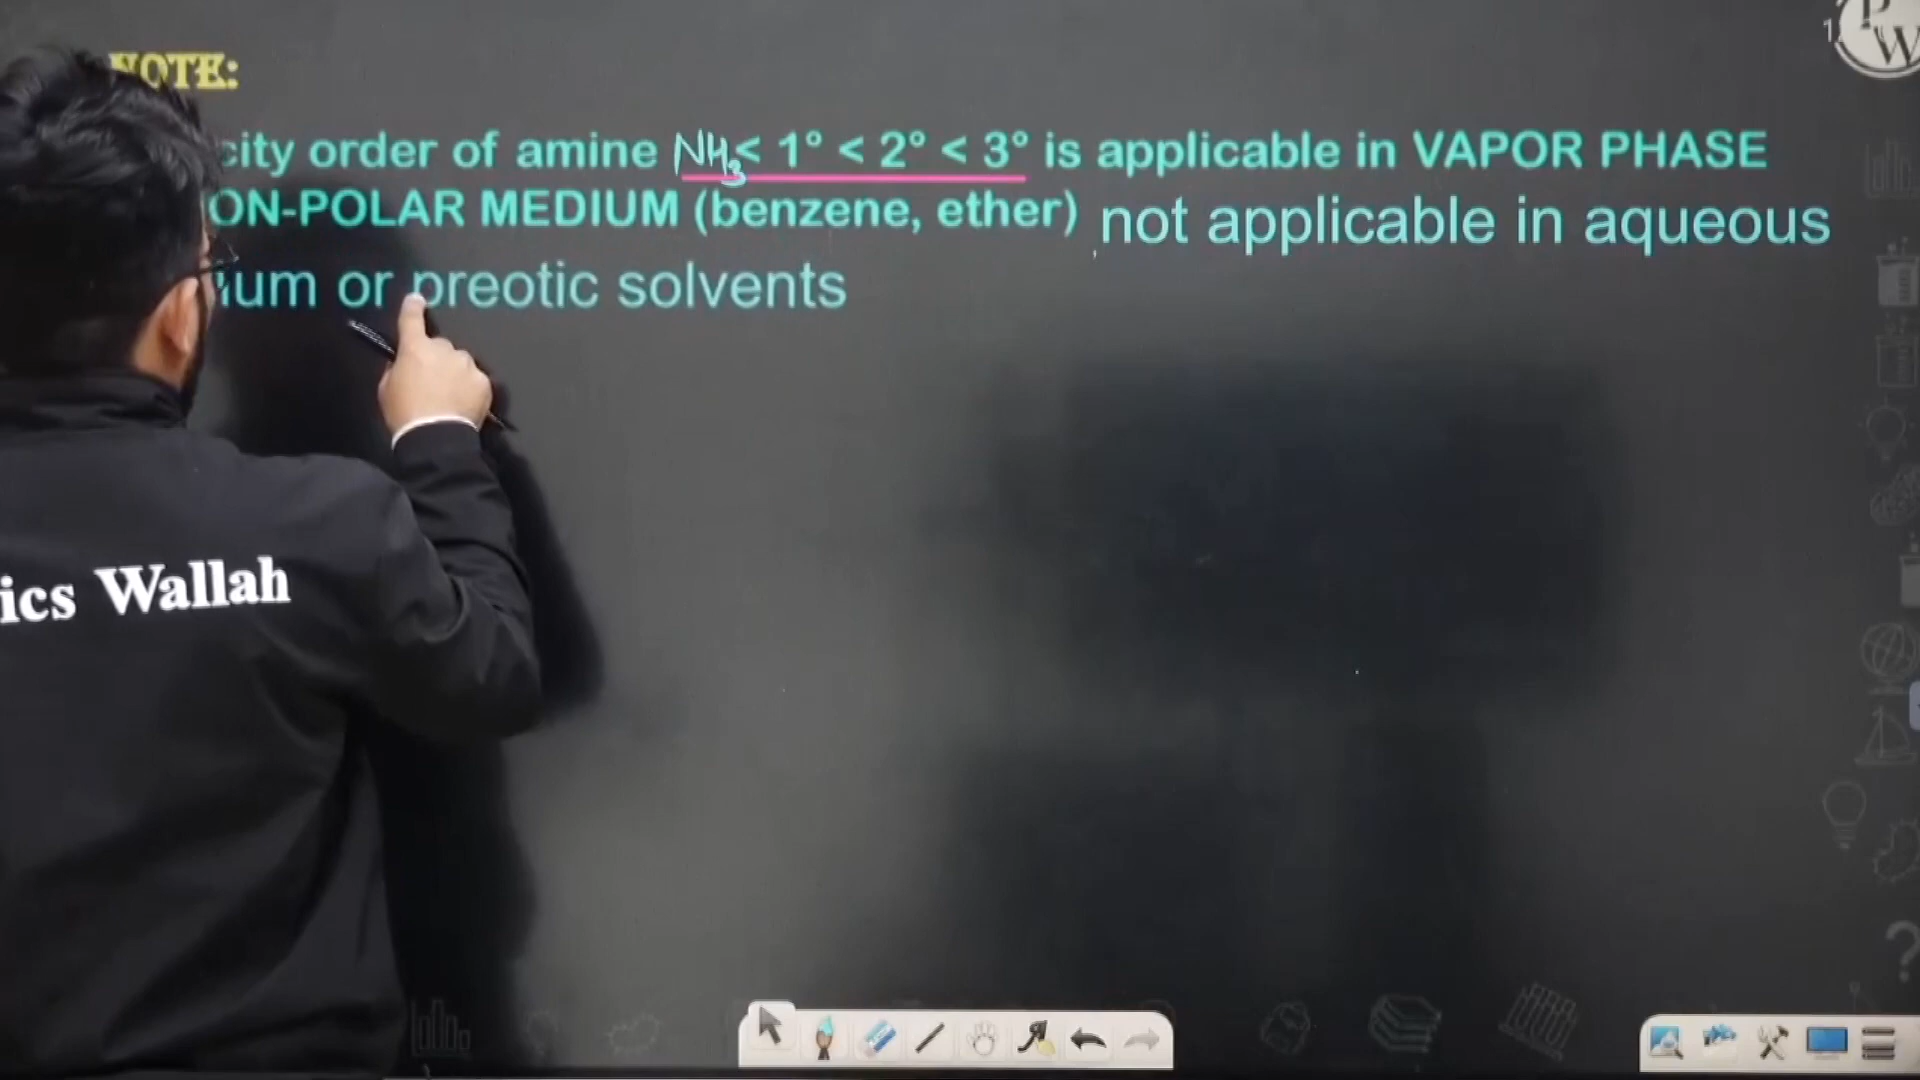 NOTE:
city order of amine NH3 < 1° < 2° < 3° is applicable in VAPOR PHASE
ON-POLAR MEDIUM (benzene, ether) , not applicable in aqueous
ium or preotic solvents
ics Wallah
P
W